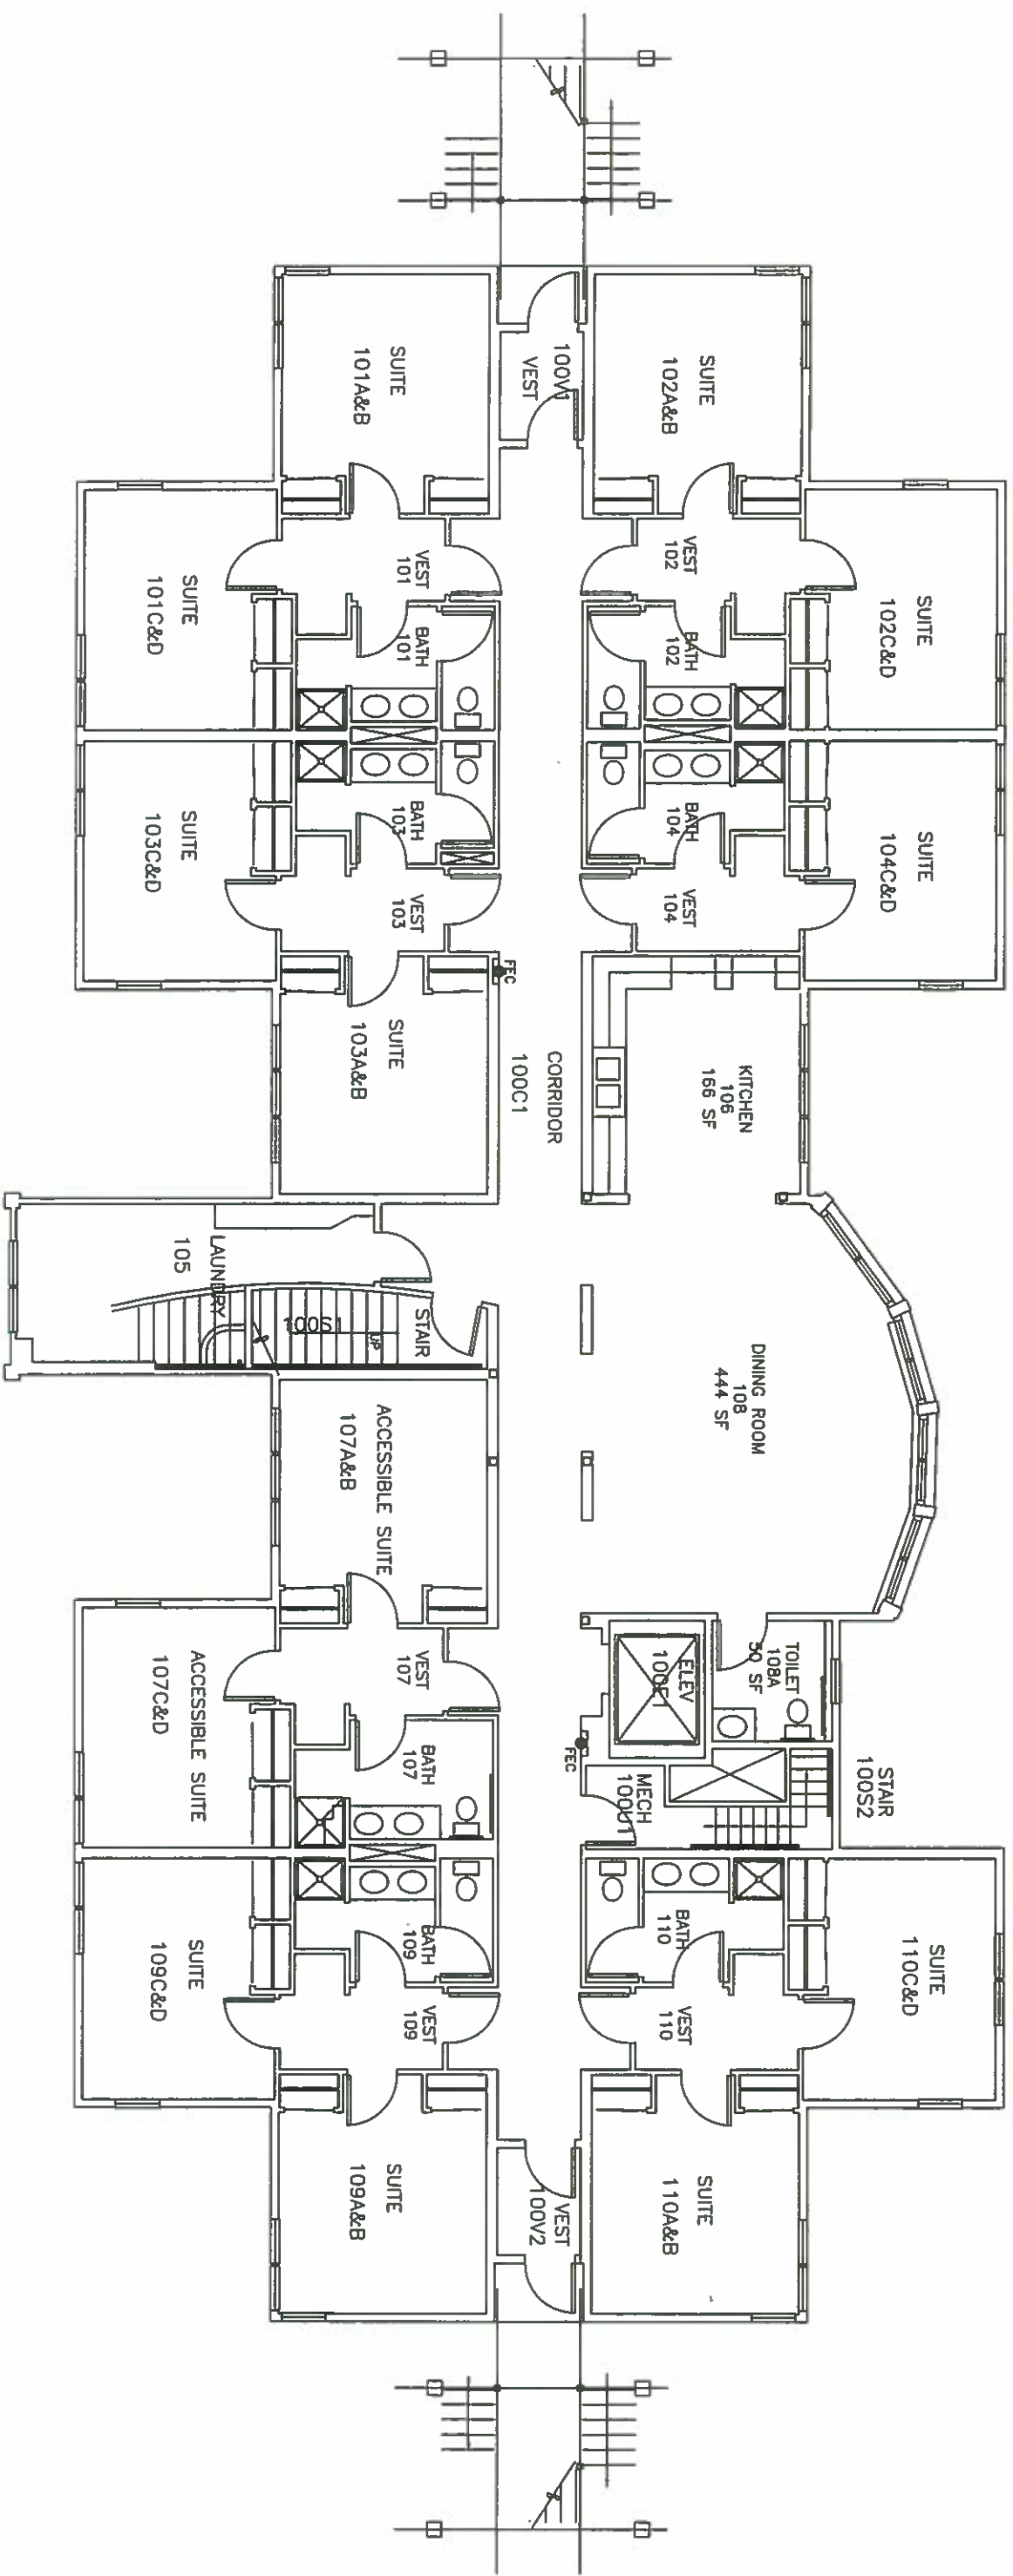 SUITE
102C&D
SUITE
104C&D
STAIR
100S2
SUITE
110C&D
SUITE
102A&B
VEST
102
BATH
102
BATH
104
VEST
104
KITCHEN
106
166 SF
DINING ROOM
108
444 SF
TOILET
108A
50 SF
ELEV
100E1
MECH
100U1
BATH
110
VEST
110
SUITE
110A&B
100V1
VEST
CORRIDOR
100C1
FEC
FEC
VEST
100V2
SUITE
101A&B
VEST
101
BATH
101
BATH
103
VEST
103
SUITE
103A&B
STAIR
100S1
UP
ACCESSIBLE SUITE
107A&B
VEST
107
BATH
107
BATH
109
VEST
109
SUITE
109A&B
SUITE
101C&D
SUITE
103C&D
LAUNDRY
105
ACCESSIBLE SUITE
107C&D
SUITE
109C&D